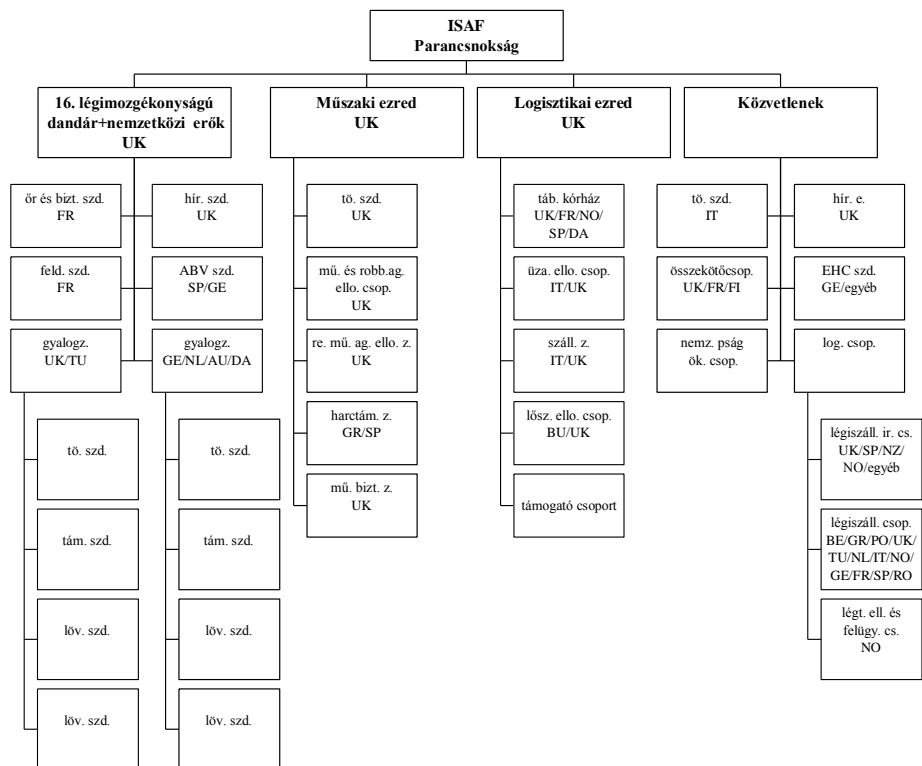 ISAF
Parancsnokság
16. légimozgékonyságú
dandár+nemzetközi erők
UK
Műszaki ezred
UK
Logisztikai ezred
UK
Közvetlenek
őr és bizt. szd.
FR
hír. szd.
UK
feld. szd.
FR
ABV szd.
SP/GE
gyalogz.
UK/TU
gyalogz.
GE/NL/AU/DA
tö. szd.
tö. szd.
tám. szd.
tám. szd.
löv. szd.
löv. szd.
löv. szd.
löv. szd.
tö. szd.
UK
mű. és robb.ag.
ello. csop.
UK
re. mű. ag. ello. z.
UK
harctám. z.
GR/SP
mű. bizt. z.
UK
táb. kórház
UK/FR/NO/
SP/DA
üza. ello. csop.
IT/UK
száll. z.
IT/UK
lősz. ello. csop.
BU/UK
támogató csoport
tö. szd.
IT
hír. e.
UK
összekötőcsop.
UK/FR/FI
EHC szd.
GE/egyéb
nemz. pság
ök. csop.
log. csop.
légiszáll. ir. cs.
UK/SP/NZ/
NO/egyéb
légiszáll. csop.
BE/GR/PO/UK/
TU/NL/IT/NO/
GE/FR/SP/RO
légt. ell. és
felügy. cs.
NO